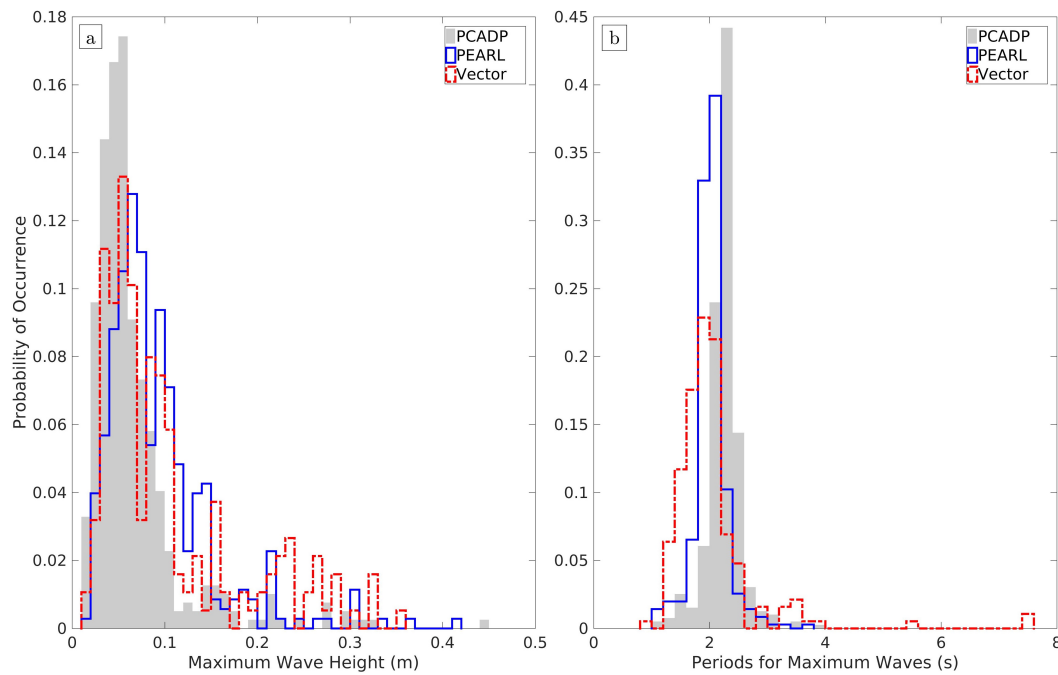 a
PCADP
PEARL
Vector
0.18
0.16
0.14
0.12
0.1
0.08
0.06
0.04
0.02
0
Probability of Occurrence
0.1
0.2
0.3
0.4
0.5
Maximum Wave Height (m)
b
PCADP
PEARL
Vector
0.45
0.4
0.35
0.3
0.25
0.2
0.15
0.1
0.05
0
0
2
4
6
8
Periods for Maximum Waves (s)